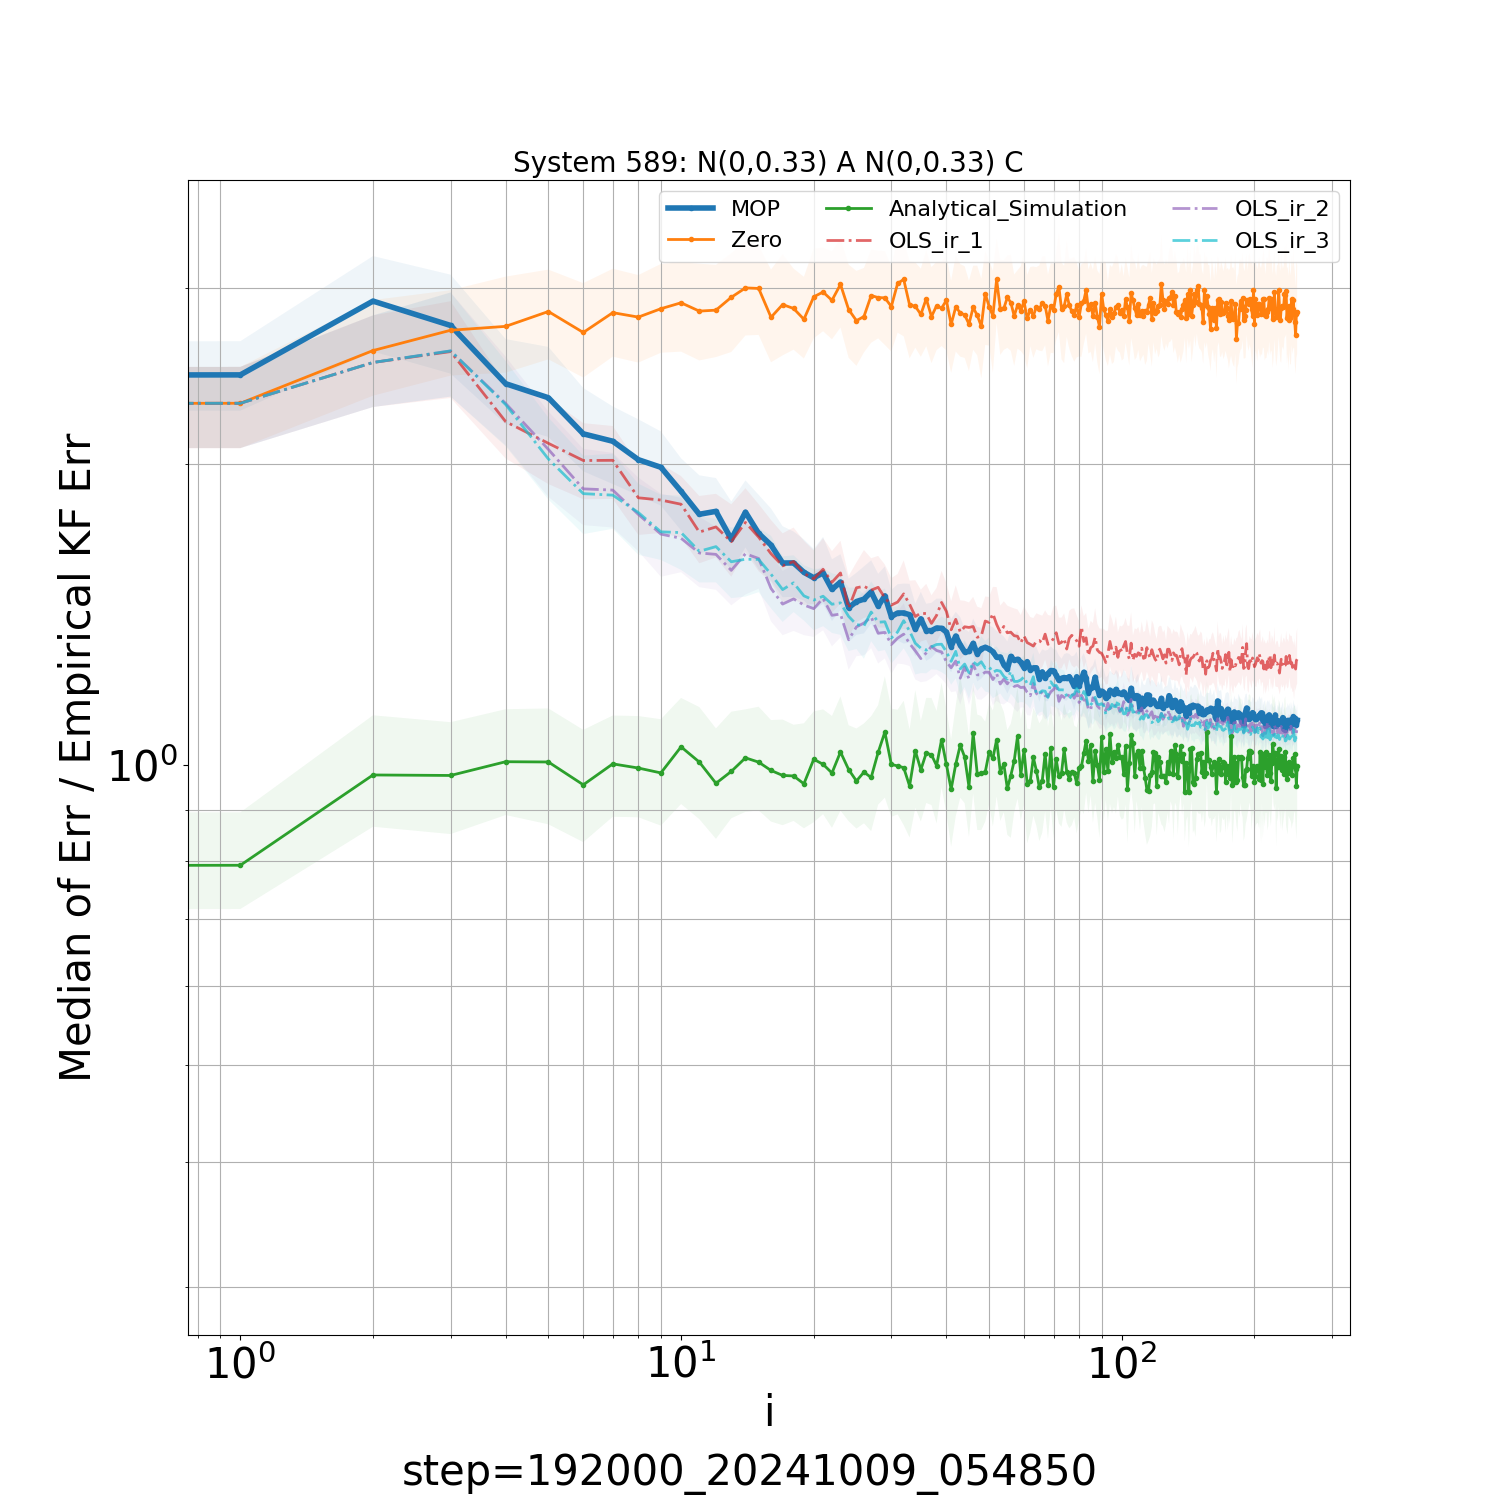 System 589: N(0,0.33) A N(0,0.33) C
MOP
Zero
Analytical_Simulation
OLS_ir_1
OLS_ir_2
OLS_ir_3
Median of Err / Empirical KF Err
10⁰
10⁰ 10¹ 10²
i
step=192000_20241009_054850